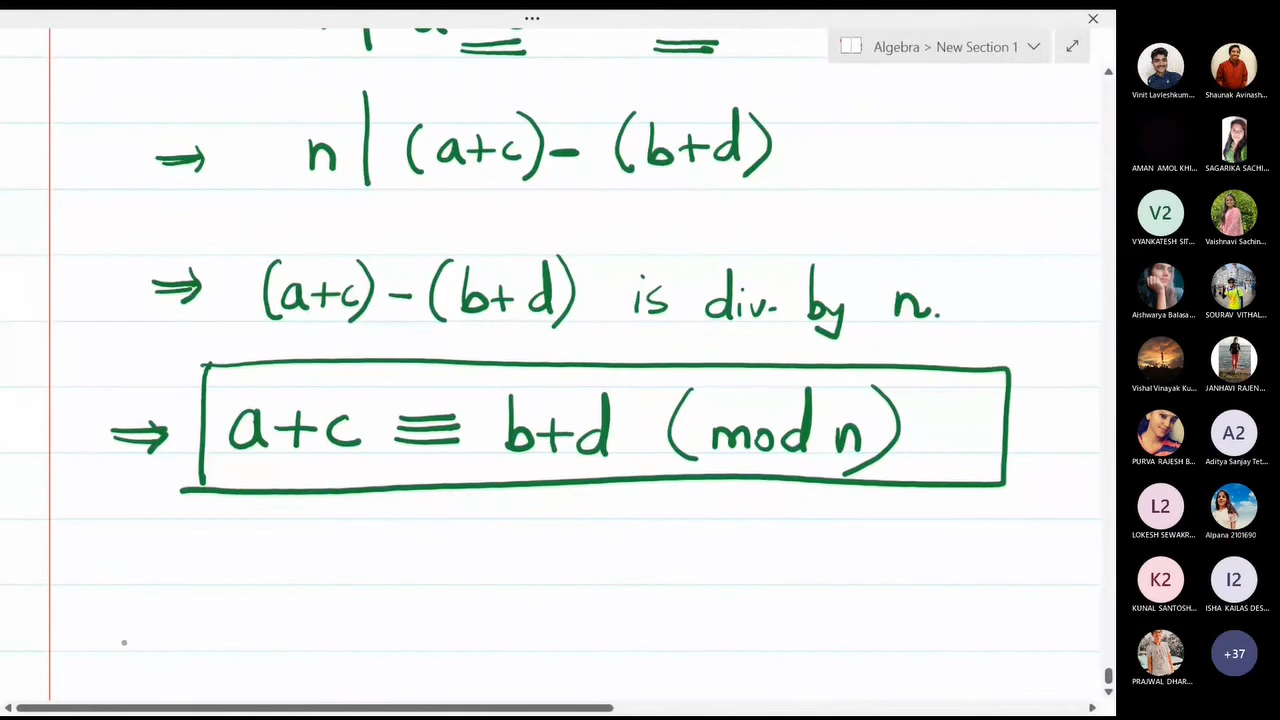 Algebra > New Section 1
⇒ n | (a+c) - (b+d)
⇒ (a+c) - (b+d) is div. by n.
⇒ a+c ≡ b+d (mod n)
Vinit Lavleshkum...
Shaunak Avinash...
AMAN AMOL KHI...
SAGARIKA SACHI...
V2
VYANKATESH SIT...
Vaishnavi Sachin...
Aishwarya Balasa...
SOURAV VITHAL...
Vishal Vinayak Ku...
JANHAVI RAJEN...
PURVA RAJESH B...
A2
Aditya Sanjay Tet...
L2
LOKESH SEWAKR...
Alpana 2101690
K2
KUNAL SANTOSH...
I2
ISHA KAILAS DES...
PRAJWAL DHAR...
+37